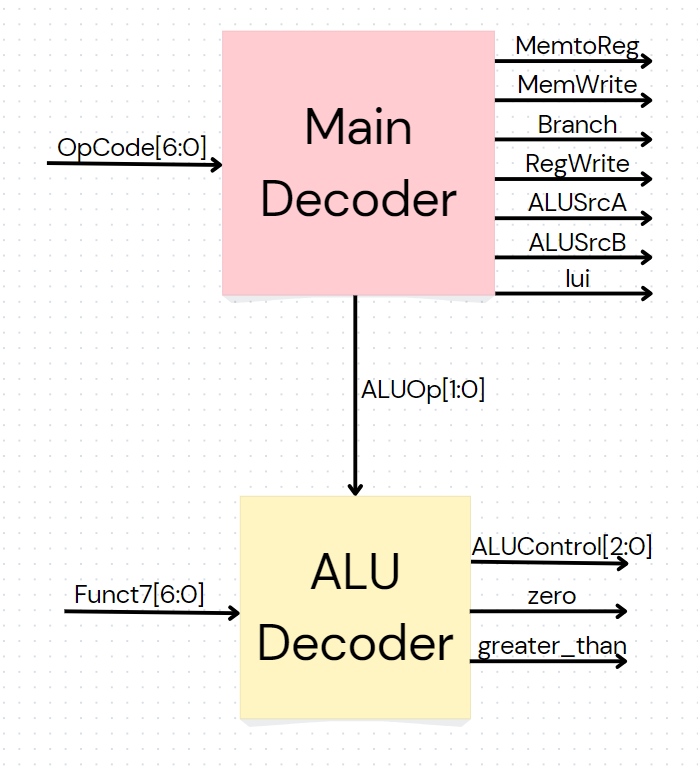 MemtoReg
MemWrite
OpCode[6:0]
Main
Decoder
Branch
RegWrite
ALUSrcA
ALUSrcB
lui
ALUOp[1:0]
Funct7[6:0]
ALU
Decoder
ALUControl[2:0]
zero
greater_than